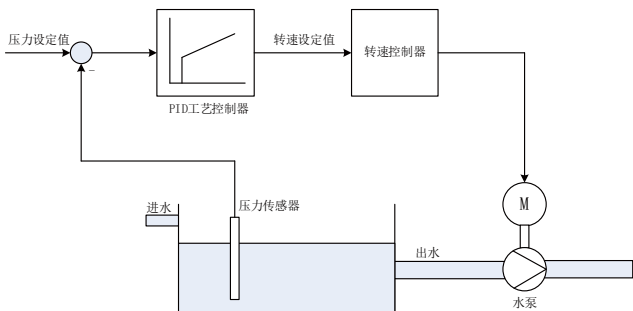 压力设定值
-
PID工艺控制器
转速设定值
转速控制器
进水
压力传感器
M
出水
水泵